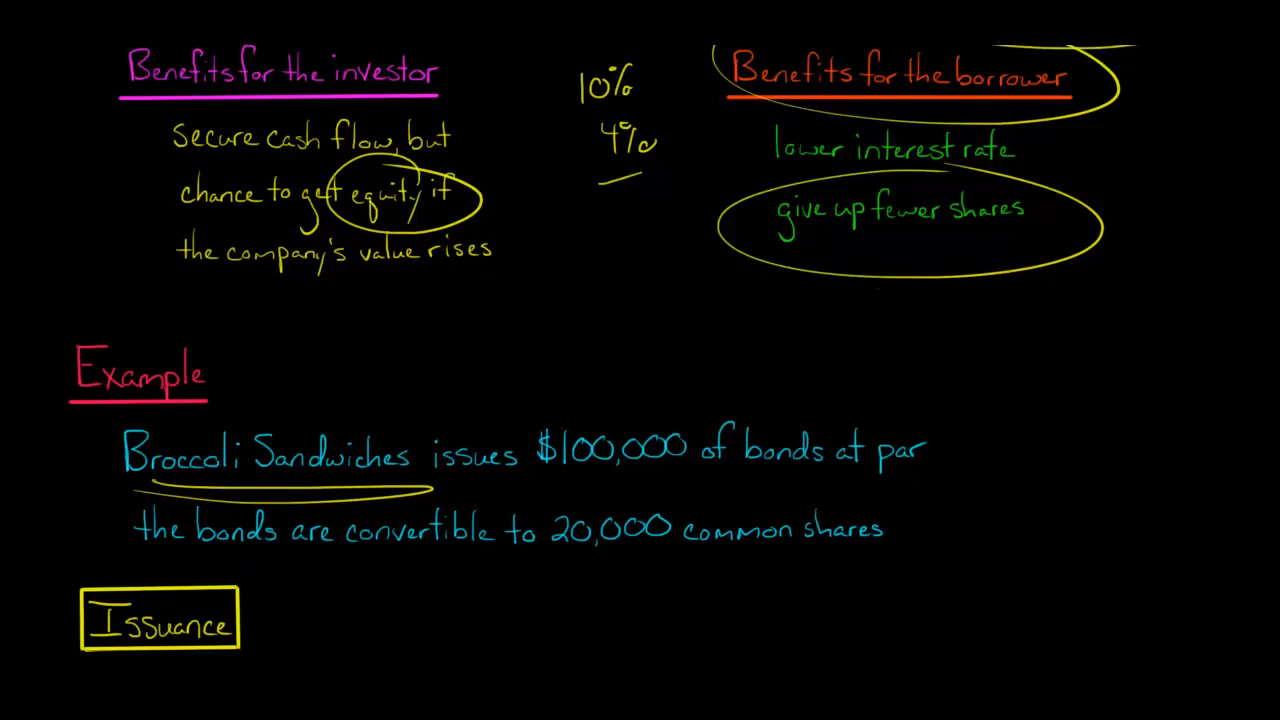 Benefits for the investor
secure cash flow, but
chance to get equity if
the company's value rises
10%
4%
Benefits for the borrower
lower interest rate
give up fewer shares
Example
Broccoli Sandwiches issues $100,000 of bonds at par
the bonds are convertible to 20,000 common shares
Issuance